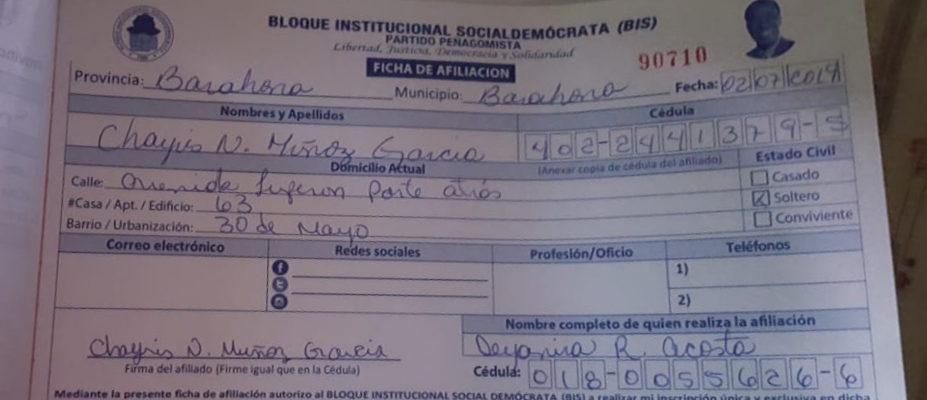 BLOQUE INSTITUCIONAL SOCIALDEMÓCRATA (BIS)
PARTIDO PEÑAGOMISTA
Libertad, Justicia, Democracia y Solidaridad
90710
FICHA DE AFILIACION
Provincia: Barahona Municipio: Barahona Fecha: 02/07/2019
Nombres y Apellidos Cédula
Chayris N. Muñoz Garcia 402-2441379-5
Domicilio Actual (Anexar copia de cédula del afiliado) Estado Civil
Calle: parte atrás Casado
#Casa / Apt. / Edificio: 63 Soltero
Barrio / Urbanización: 30 de Mayo Conviviente
Correo electrónico Redes sociales Profesión/Oficio Teléfonos
1)
2)
Nombre completo de quien realiza la afiliación
Chayris N. Muñoz Garcia Deyanira R. Acosta
Firma del afiliado (Firme igual que en la Cédula) Cédula: 018-0055626-6
Mediante la presente ficha de afiliación autorizo al BLOQUE INSTITUCIONAL SOCIAL DEMÓCRATA (BIS) a realizar mi inscripción única y exclusiva en dicha